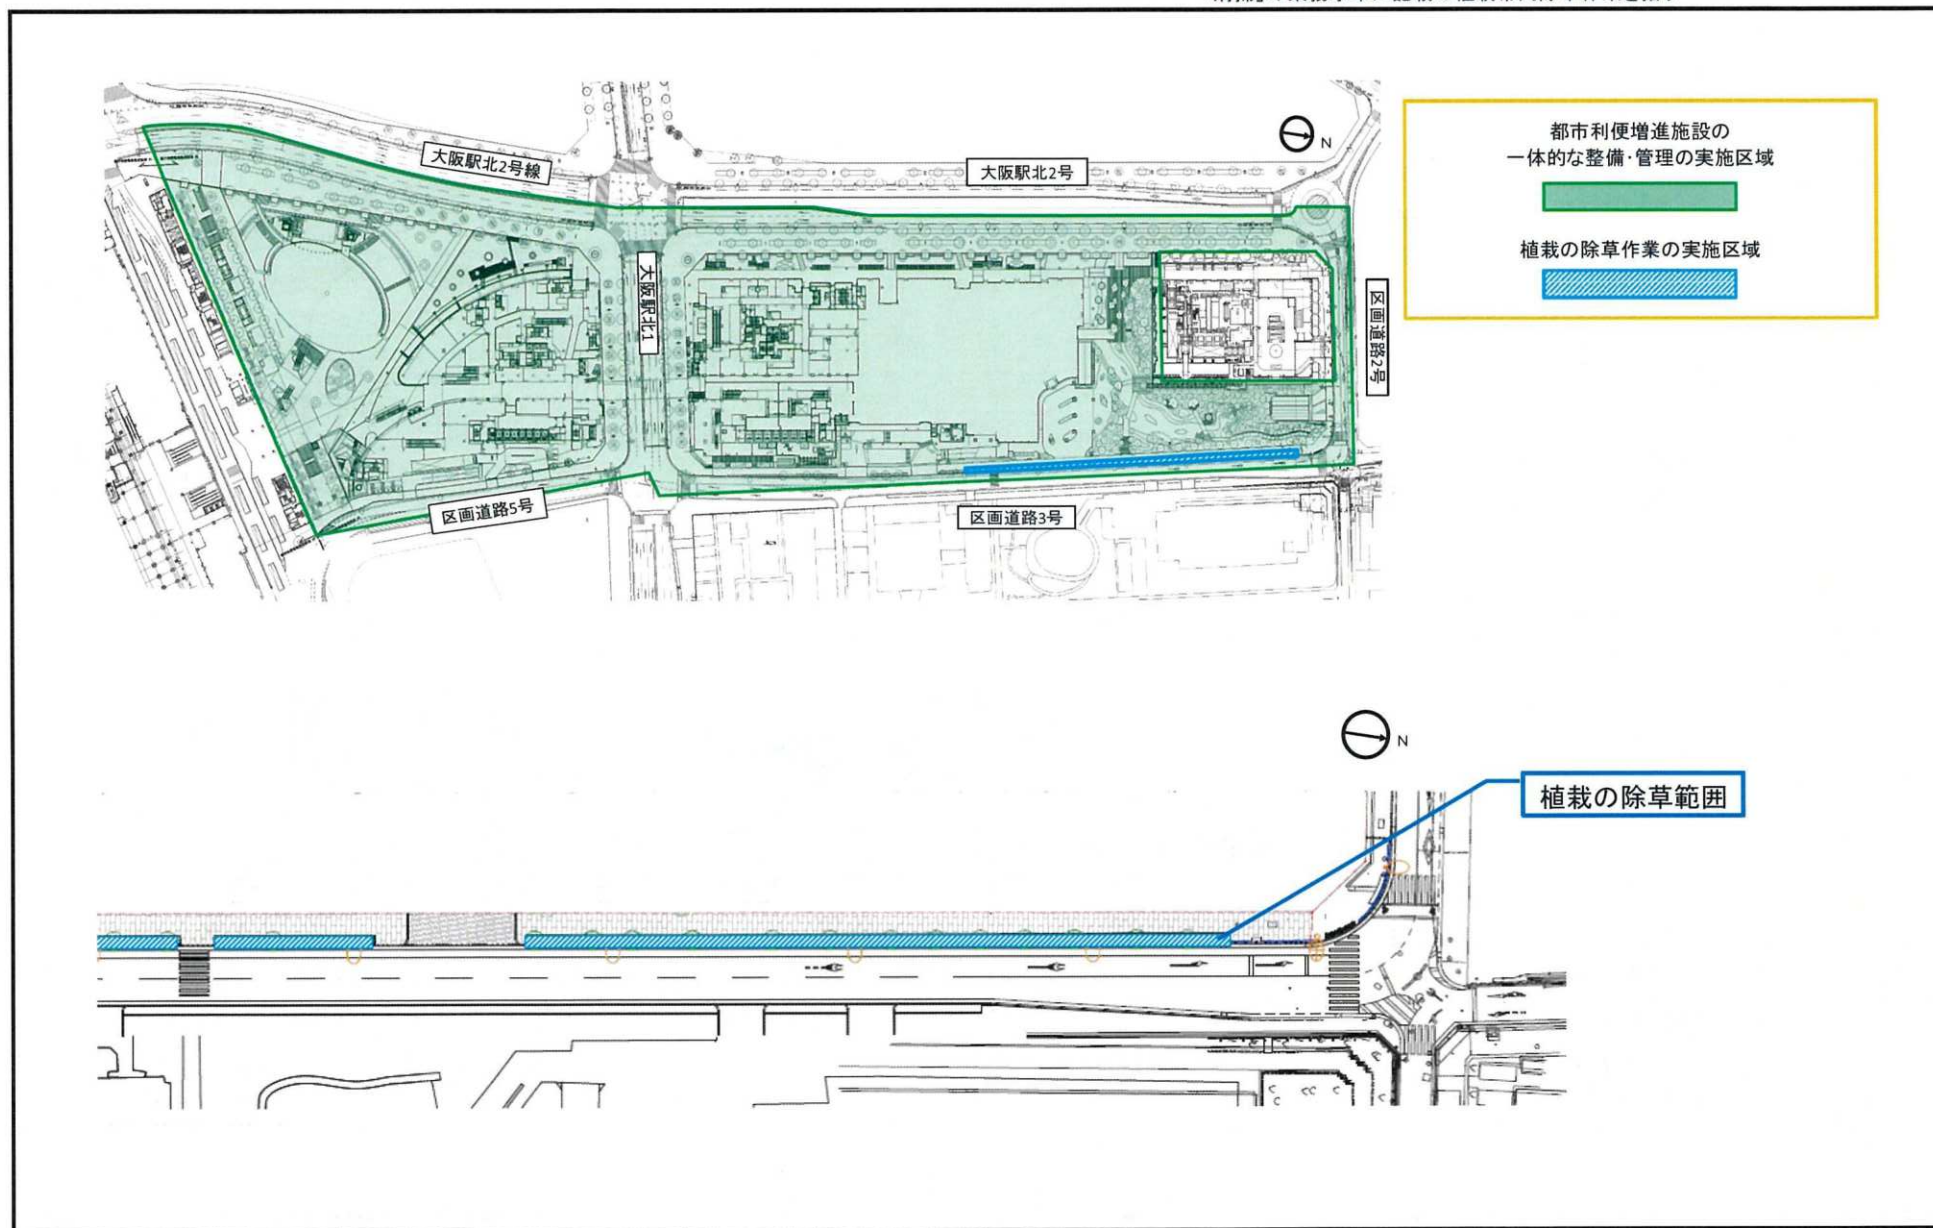 大阪駅北2号線
大阪駅北2号
N
都市利便増進施設の
一体的な整備・管理の実施区域
植栽の除草作業の実施区域
大阪駅北1
区画道路2号
区画道路5号
区画道路3号
N
植栽の除草範囲